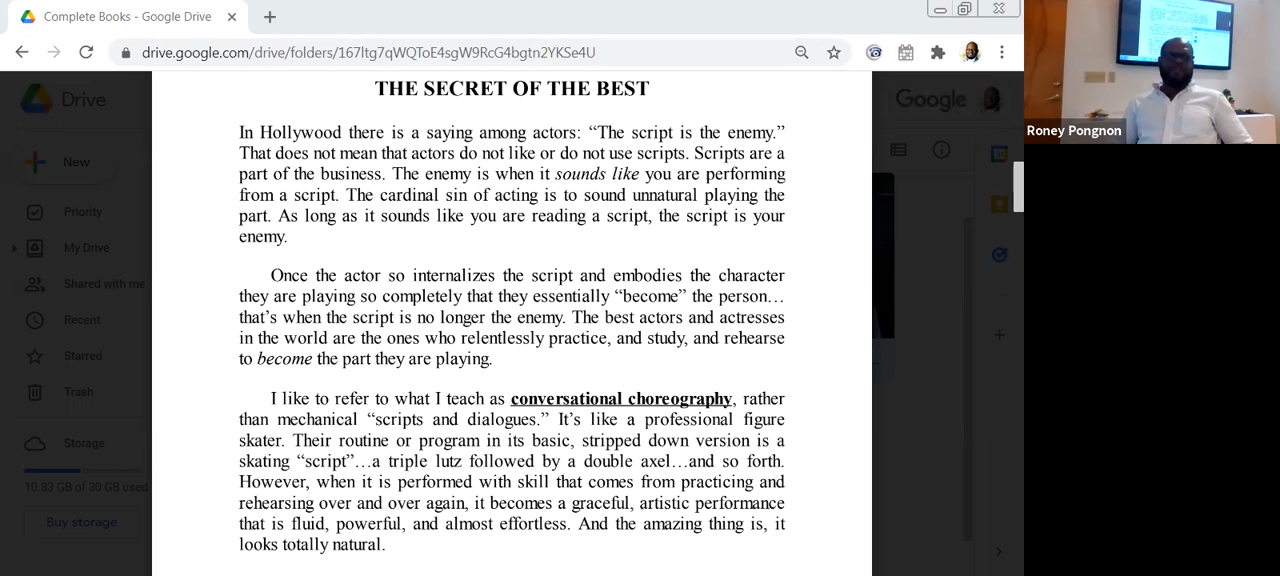 Complete Books - Google Drive
drive.google.com/drive/folders/167ltg7qWQToE4sgW9RcG4bgtn2YKSe4U
Drive
New
Priority
My Drive
Shared with me
Recent
Starred
Trash
Storage
10.83 GB of 30 GB used
Buy storage
THE SECRET OF THE BEST
In Hollywood there is a saying among actors: “The script is the enemy.”
That does not mean that actors do not like or do not use scripts. Scripts are a
part of the business. The enemy is when it sounds like you are performing
from a script. The cardinal sin of acting is to sound unnatural playing the
part. As long as it sounds like you are reading a script, the script is your
enemy.
Once the actor so internalizes the script and embodies the character
they are playing so completely that they essentially “become” the person…
that’s when the script is no longer the enemy. The best actors and actresses
in the world are the ones who relentlessly practice, and study, and rehearse
to become the part they are playing.
I like to refer to what I teach as conversational choreography, rather
than mechanical “scripts and dialogues.” It’s like a professional figure
skater. Their routine or program in its basic, stripped down version is a
skating “script”…a triple lutz followed by a double axel…and so forth.
However, when it is performed with skill that comes from practicing and
rehearsing over and over again, it becomes a graceful, artistic performance
that is fluid, powerful, and almost effortless. And the amazing thing is, it
looks totally natural.
Google
Roney Pongnon